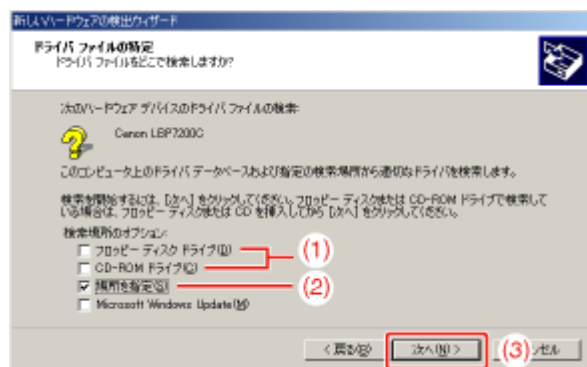 新しいハードウェアの検出ウィザード
ドライバ ファイルの特定
ドライバ ファイルをどこで検索しますか?
次のハードウェア デバイスのドライバ ファイルの検索:
Canon LBP7200C
このコンピュータ上のドライバ データベースおよび指定の検索場所から適切なドライバを検索します。
検索を開始するには、[次へ] をクリックしてください。フロッピー ディスクまたは CD-ROM ドライブで検索して
いる場合は、フロッピー ディスクまたは CD を挿入してから [次へ] をクリックしてください。
検索場所のオプション:
フロッピー ディスク ドライブ(D)
(1)
CD-ROM ドライブ(C)
場所を指定(S)
(2)
Microsoft Windows Update(M)
< 戻る(B) 次へ(N) > (3) ンセル